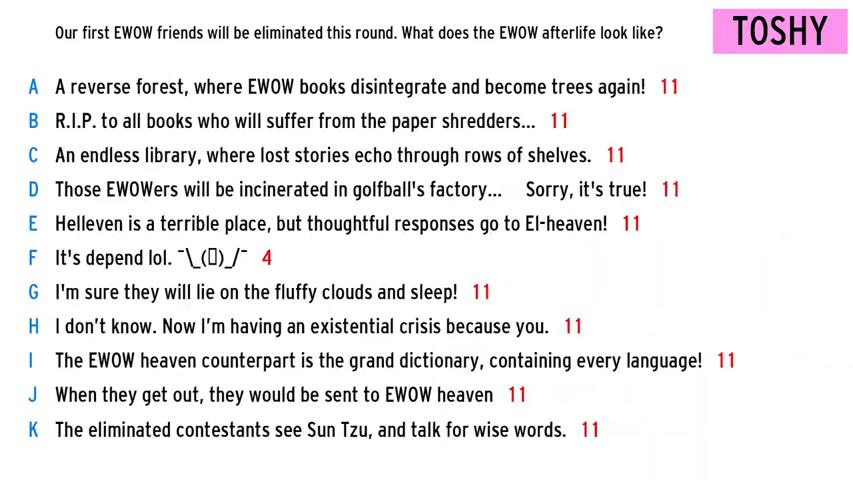 Our first EWOW friends will be eliminated this round. What does the EWOW afterlife look like?
TOSHY
A A reverse forest, where EWOW books disintegrate and become trees again! 11
B R.I.P. to all books who will suffer from the paper shredders... 11
C An endless library, where lost stories echo through rows of shelves. 11
D Those EWOWers will be incinerated in golfball's factory... Sorry, it's true! 11
E Helleven is a terrible place, but thoughtful responses go to El-heaven! 11
F It's depend lol. ¯\_(▯)_/¯ 4
G I'm sure they will lie on the fluffy clouds and sleep! 11
H I don’t know. Now I’m having an existential crisis because you. 11
I The EWOW heaven counterpart is the grand dictionary, containing every language! 11
J When they get out, they would be sent to EWOW heaven 11
K The eliminated contestants see Sun Tzu, and talk for wise words. 11